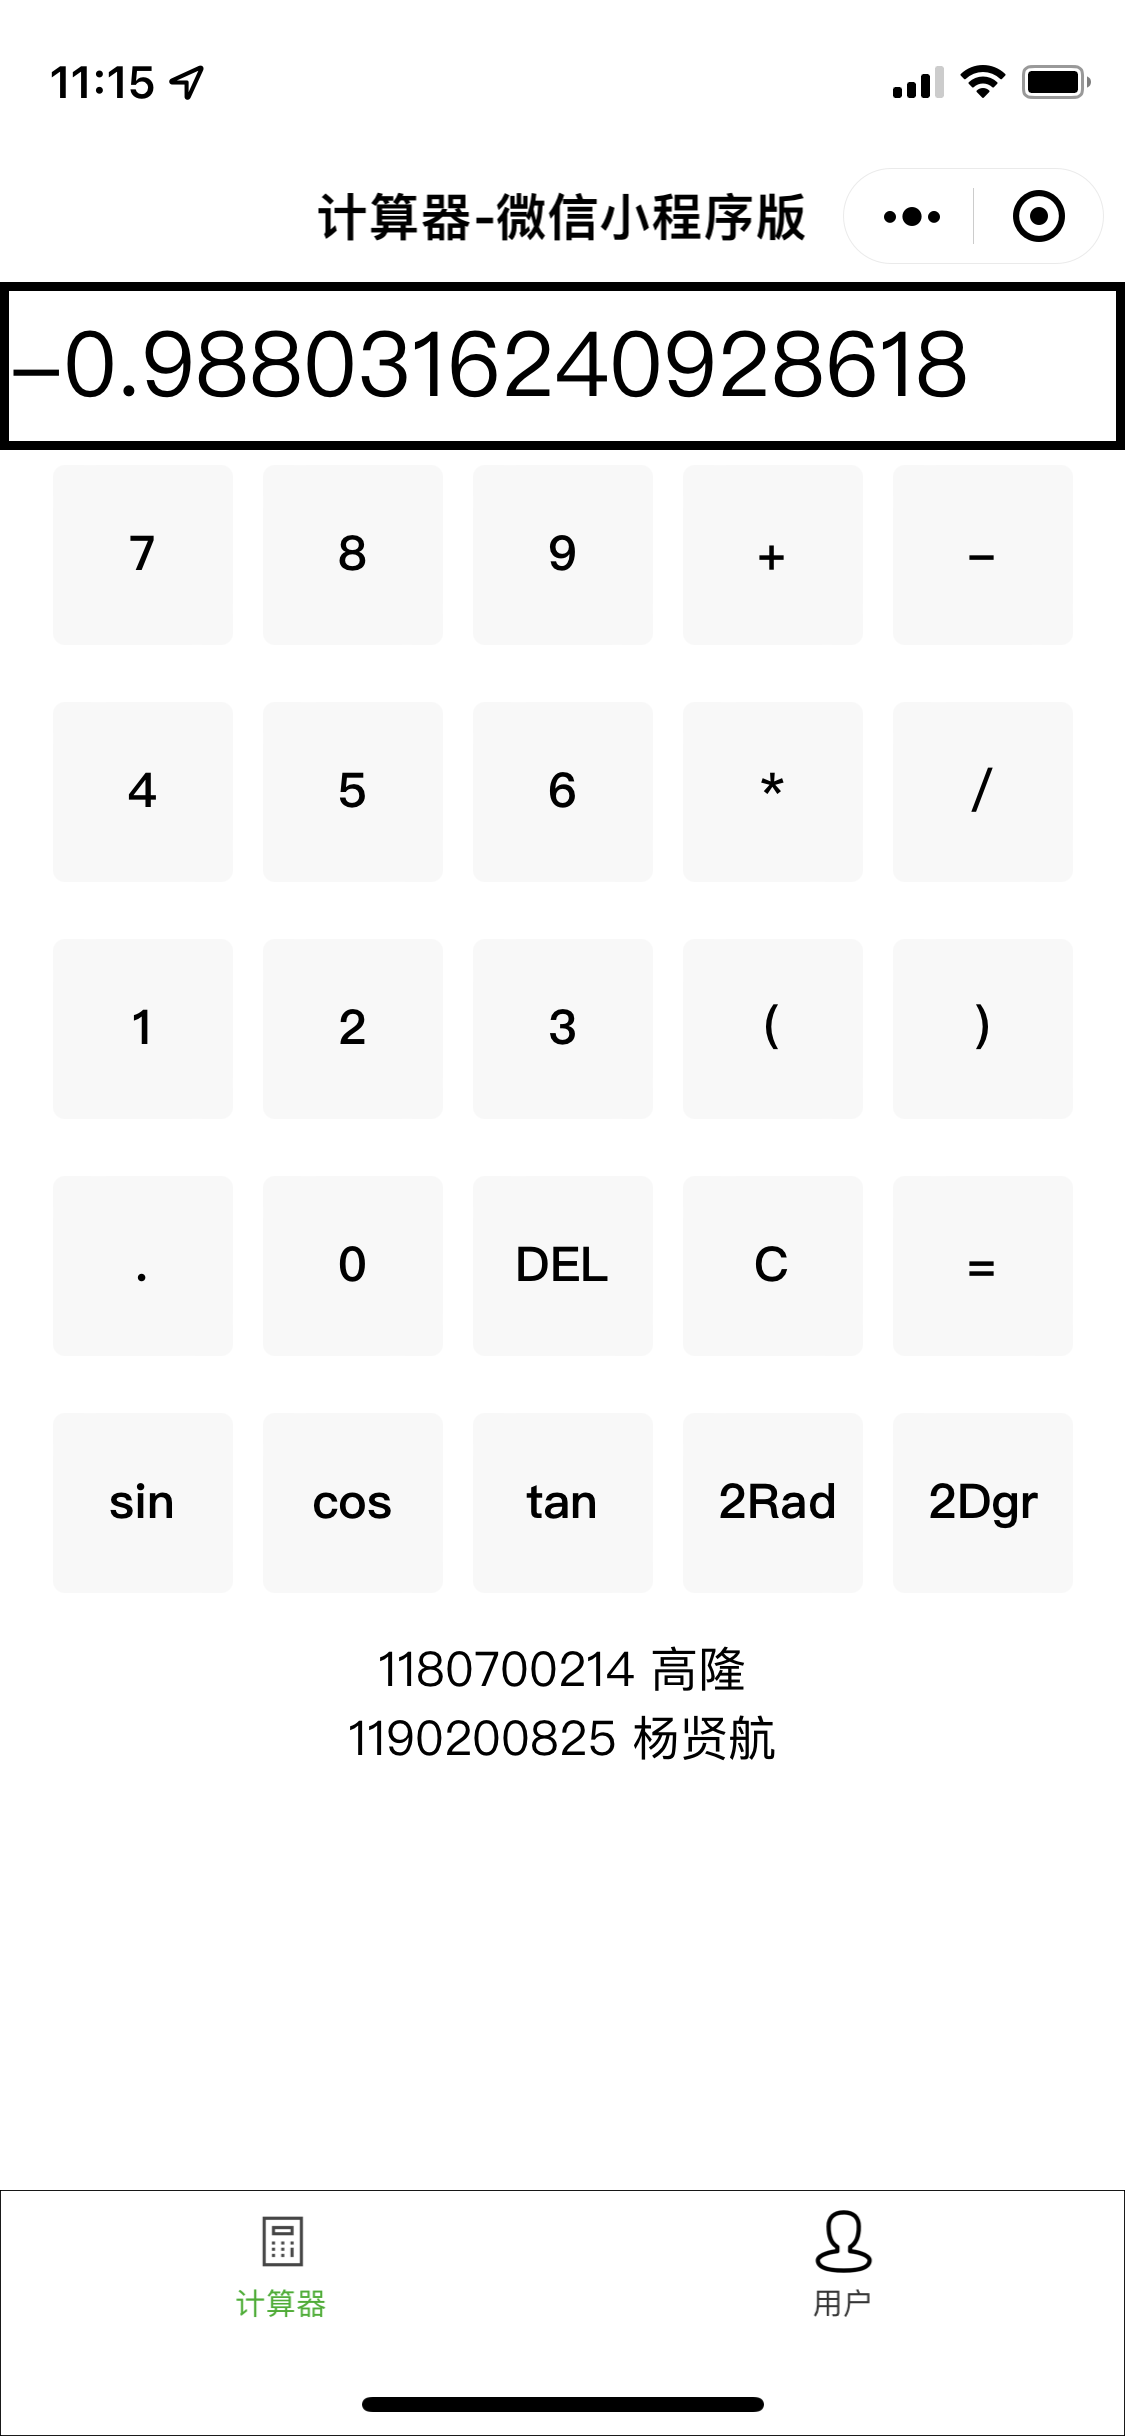 11:15
计算器-微信小程序版
-0.9880316240928618
7 8 9 + -
4 5 6 * /
1 2 3 ( )
. 0 DEL C =
sin cos tan 2Rad 2Dgr
1180700214 高隆
1190200825 杨贤航
计算器 用户